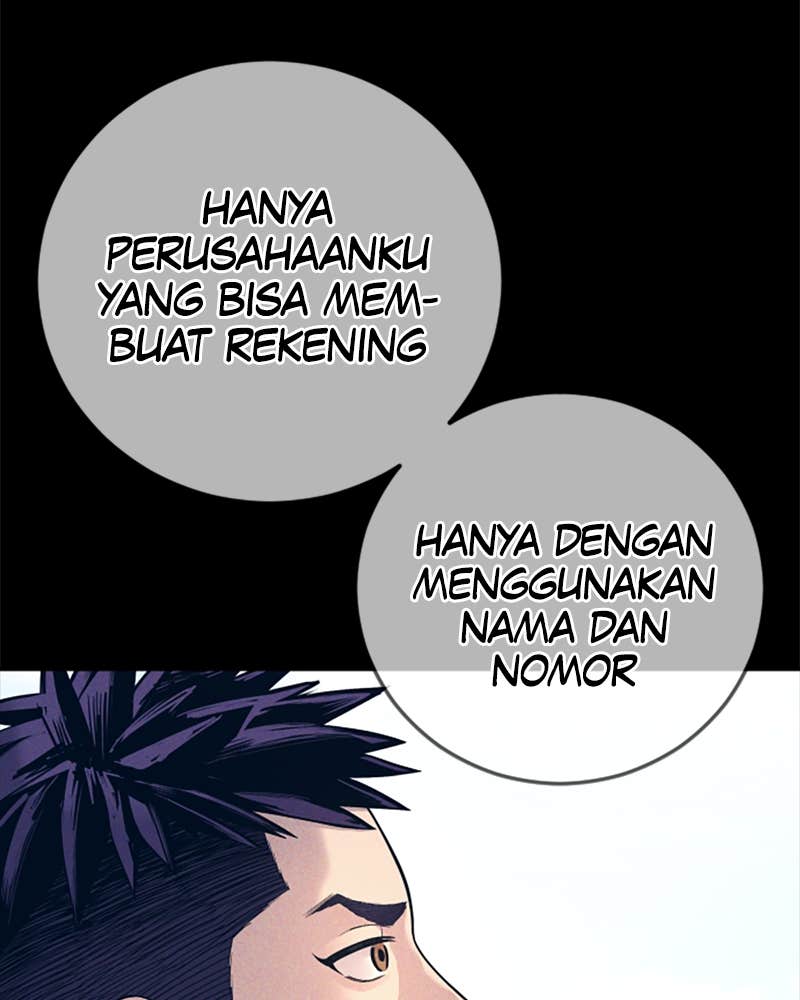 HANYA
PERUSAHAANKU
YANG BISA MEM-
BUAT REKENING
HANYA DENGAN
MENGGUNAKAN
NAMA DAN
NOMOR